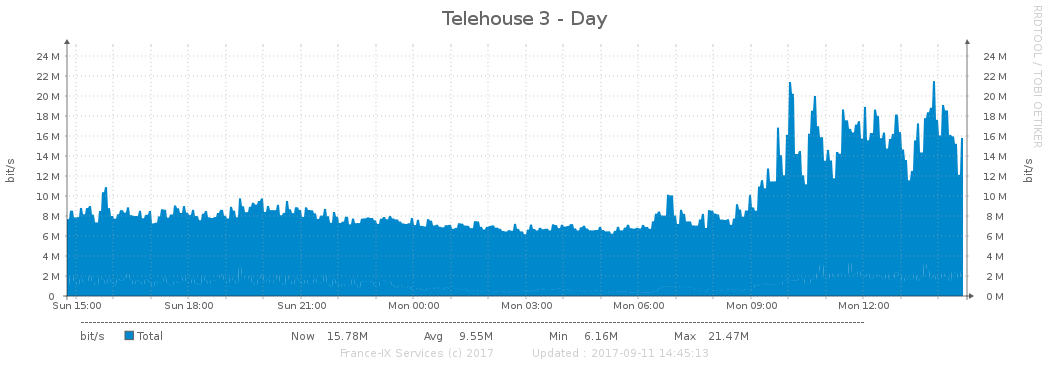 Telehouse 3 - Day
RRDTOOL / TOBI OETIKER
bit/s
24 M 24 M
22 M 22 M
20 M 20 M
18 M 18 M
16 M 16 M
14 M 14 M
12 M 12 M
10 M 10 M
8 M 8 M
6 M 6 M
4 M 4 M
2 M 2 M
0 0 M
bit/s
Sun 15:00 Sun 18:00 Sun 21:00 Mon 00:00 Mon 03:00 Mon 06:00 Mon 09:00 Mon 12:00
bit/s Total Now 15.78M Avg 9.55M Min 6.16M Max 21.47M
France-IX Services (c) 2017 Updated : 2017-09-11 14:45:13